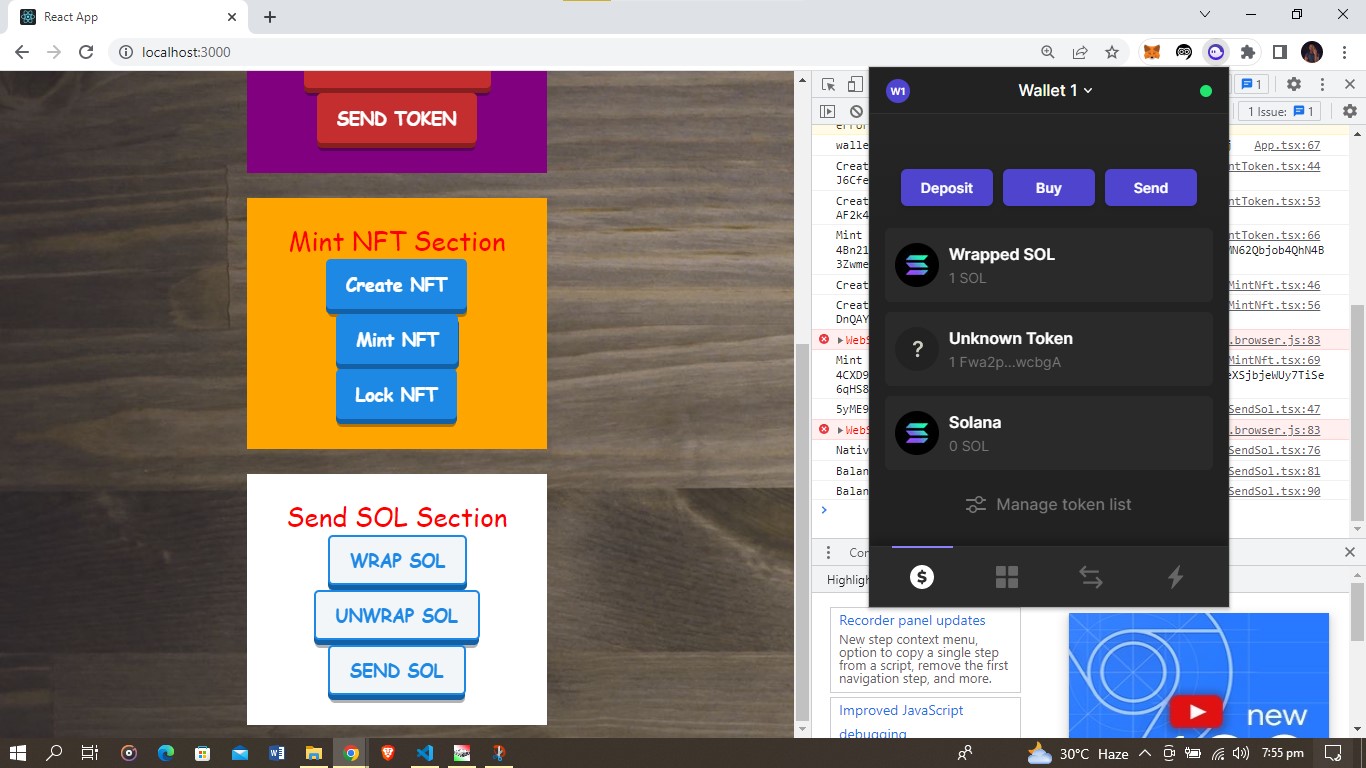 React App
localhost:3000
SEND TOKEN
Mint NFT Section
Create NFT
Mint NFT
Lock NFT
Send SOL Section
WRAP SOL
UNWRAP SOL
SEND SOL
W1
Wallet 1
Deposit
Buy
Send
Wrapped SOL
1 SOL
?
Unknown Token
1 Fwa2p...wcbgA
Solana
0 SOL
Manage token list
1
1 Issue:
1
error
walle
App.tsx:67
Creat
ntToken.tsx:44
J6Cfe
Creat
ntToken.tsx:53
AF2k4
Mint
ntToken.tsx:66
4Bn21
MN62Qbjob4QhN4B
3Zwme
Creat
MintNft.tsx:46
Creat
MintNft.tsx:56
DnQAY
WebS
.browser.js:83
Mint
MintNft.tsx:69
4CXD9
eXSjbjeWUy7TiSe
6qHS8
5yME9
SendSol.tsx:47
WebS
.browser.js:83
Nativ
SendSol.tsx:76
Balan
SendSol.tsx:81
Balan
SendSol.tsx:90
Con
Highligh
Recorder panel updates
New step context menu,
option to copy a single step
from a script, remove the first
navigation step, and more.
Improved JavaScript
debugging
new
30°C Haze
7:55 pm